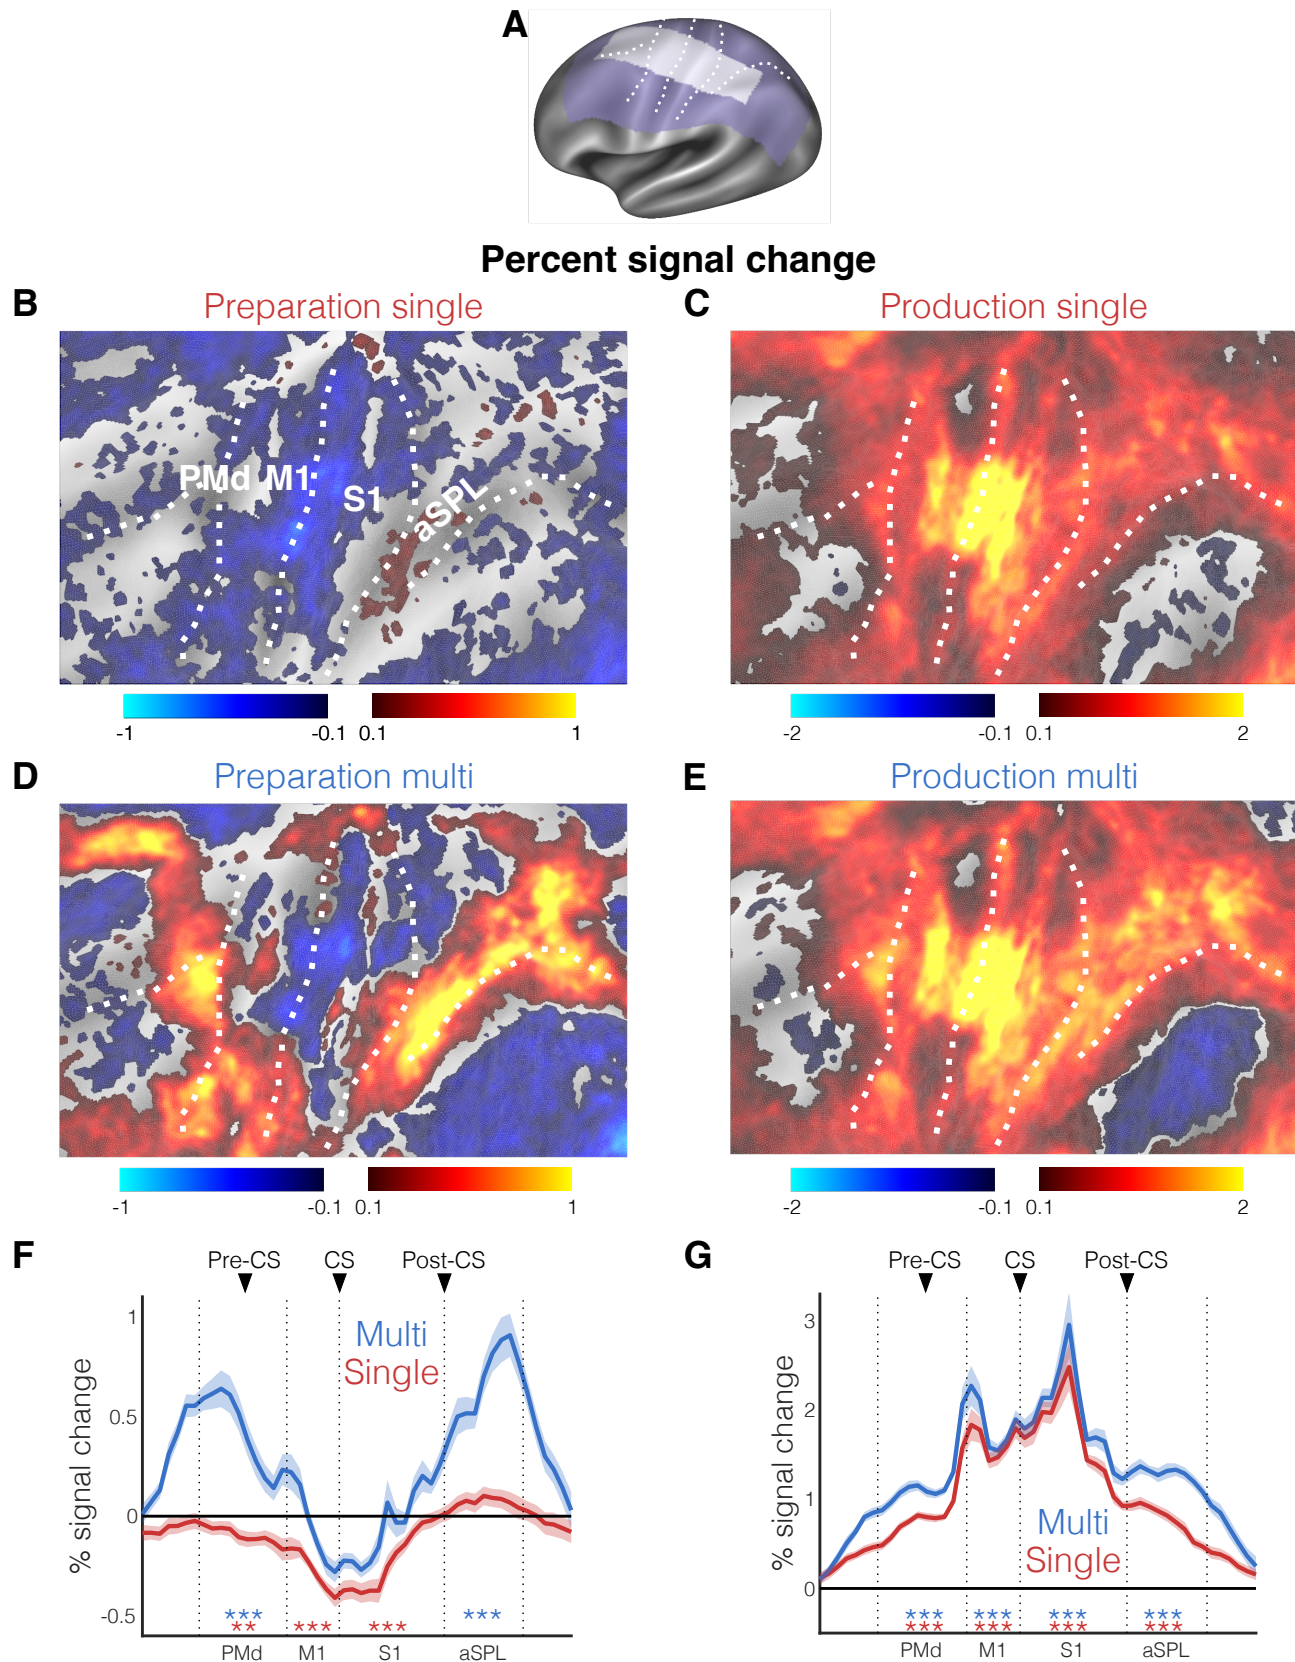 A
Percent signal change
B Preparation single
C Production single
PMd M1 S1 aSPL
-1 -0.1 0.1 1
-2 -0.1 0.1 2
D Preparation multi
E Production multi
-1 -0.1 0.1 1
-2 -0.1 0.1 2
F
Pre-CS CS Post-CS
% signal change
1
0.5
0
-0.5
Multi
Single
*** *** 
** *** ***
PMd M1 S1 aSPL
G
Pre-CS CS Post-CS
% signal change
3
2
1
0
Multi
Single
*** *** *** ***
*** *** *** ***
PMd M1 S1 aSPL